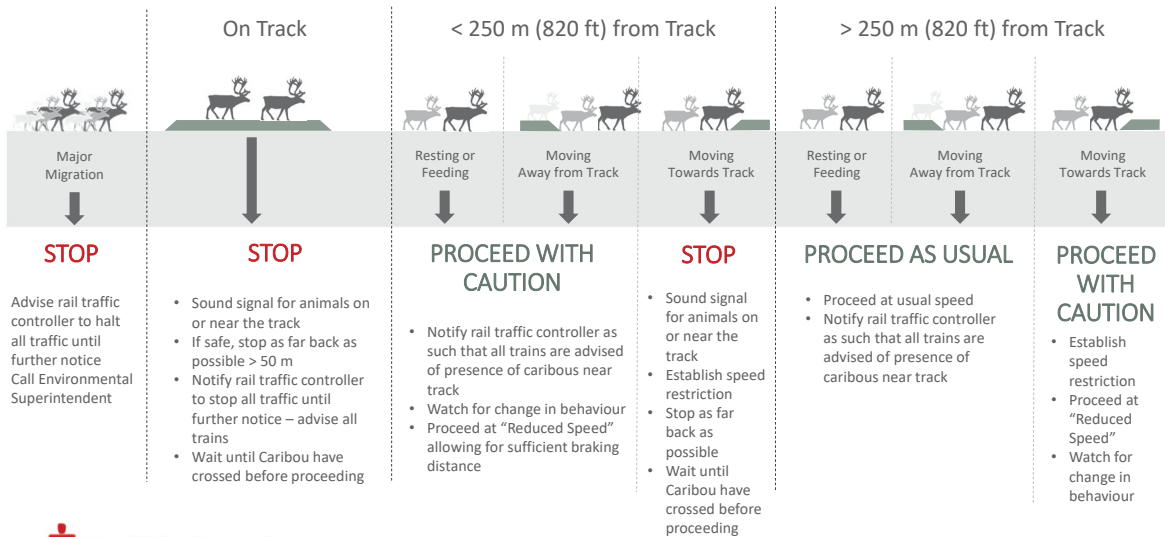 On Track
< 250 m (820 ft) from Track
> 250 m (820 ft) from Track
Major
Migration
Resting or
Feeding
Moving
Away from Track
Moving
Towards Track
Resting or
Feeding
Moving
Away from Track
Moving
Towards Track
STOP
Advise rail traffic
controller to halt
all traffic until
further notice
Call Environmental
Superintendent
STOP
• Sound signal for animals on
or near the track
• If safe, stop as far back as
possible > 50 m
• Notify rail traffic controller
to stop all traffic until
further notice – advise all
trains
• Wait until Caribou have
crossed before proceeding
PROCEED WITH
CAUTION
• Notify rail traffic controller as
such that all trains are advised
of presence of caribous near
track
• Watch for change in behaviour
• Proceed at “Reduced Speed”
allowing for sufficient braking
distance
STOP
• Sound signal
for animals on
or near the
track
• Establish speed
restriction
• Stop as far
back as
possible
• Wait until
Caribou have
crossed before
proceeding
PROCEED AS USUAL
• Proceed at usual speed
• Notify rail traffic controller
as such that all trains are
advised of presence of
caribous near track
PROCEED
WITH
CAUTION
• Establish
speed
restriction
• Proceed at
“Reduced
Speed”
• Watch for
change in
behaviour